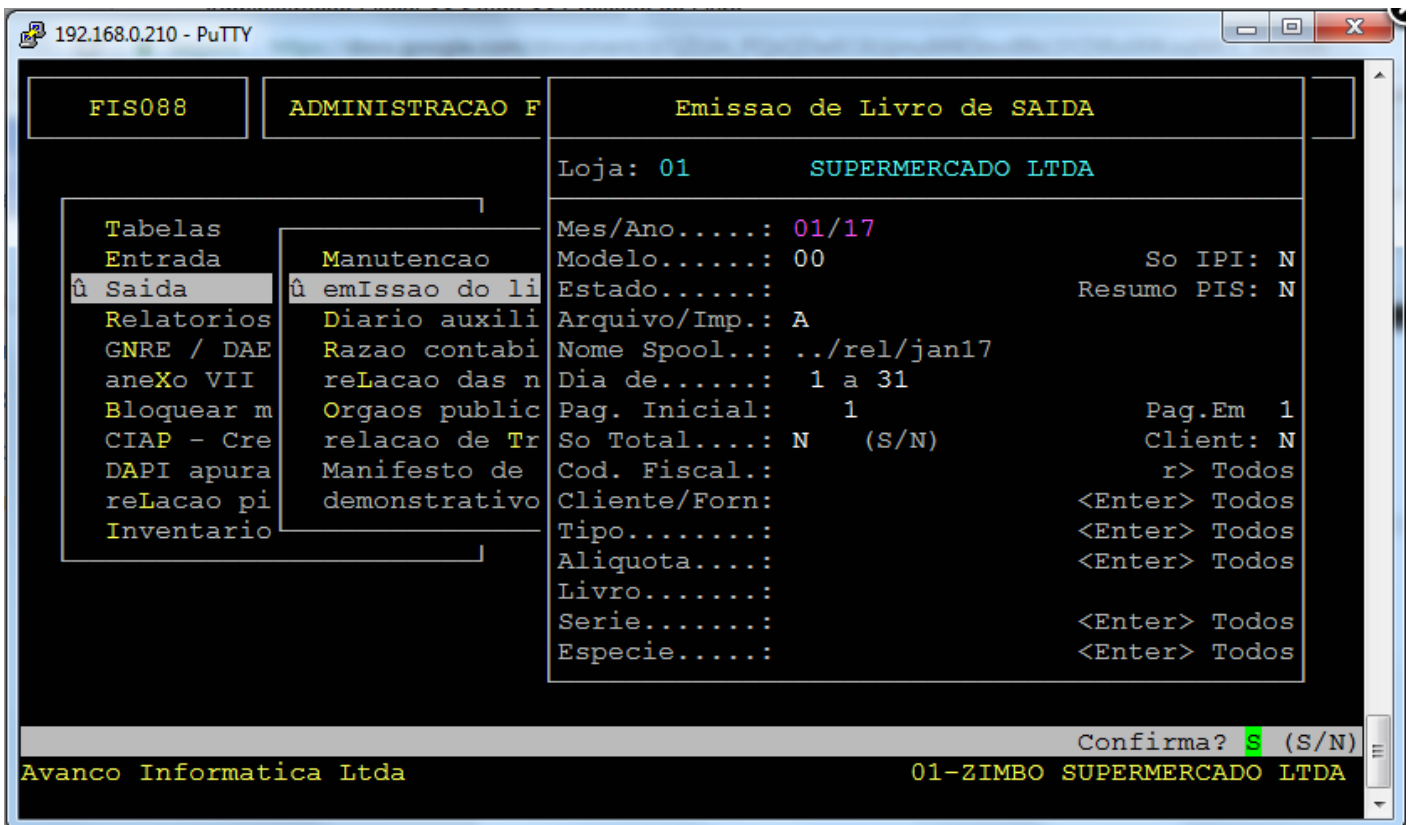 192.168.0.210 - PuTTY
FIS088
ADMINISTRACAO F
Emissao de Livro de SAIDA
Loja: 01 SUPERMERCADO LTDA
Tabelas
Entrada
û Saida
Relatorios
GNRE / DAE
aneXo VII
Bloquear m
CIAP - Cre
DAPI apura
reLacao pi
Inventario
Manutencao
û emIssao do li
Diario auxili
Razao contabi
reLacao das n
Orgaos public
relacao de Tr
Manifesto de
demonstrativo
Mes/Ano.....: 01/17
Modelo......: 00 So IPI: N
Estado......: Resumo PIS: N
Arquivo/Imp.: A
Nome Spool..: ../rel/jan17
Dia de......: 1 a 31
Pag. Inicial: 1 Pag.Em 1
So Total....: N (S/N) Client: N
Cod. Fiscal.: r> Todos
Cliente/Forn: <Enter> Todos
Tipo........: <Enter> Todos
Aliquota....: <Enter> Todos
Livro.......:
Serie.......: <Enter> Todos
Especie.....: <Enter> Todos
Confirma? S (S/N)
Avanco Informatica Ltda 01-ZIMBO SUPERMERCADO LTDA